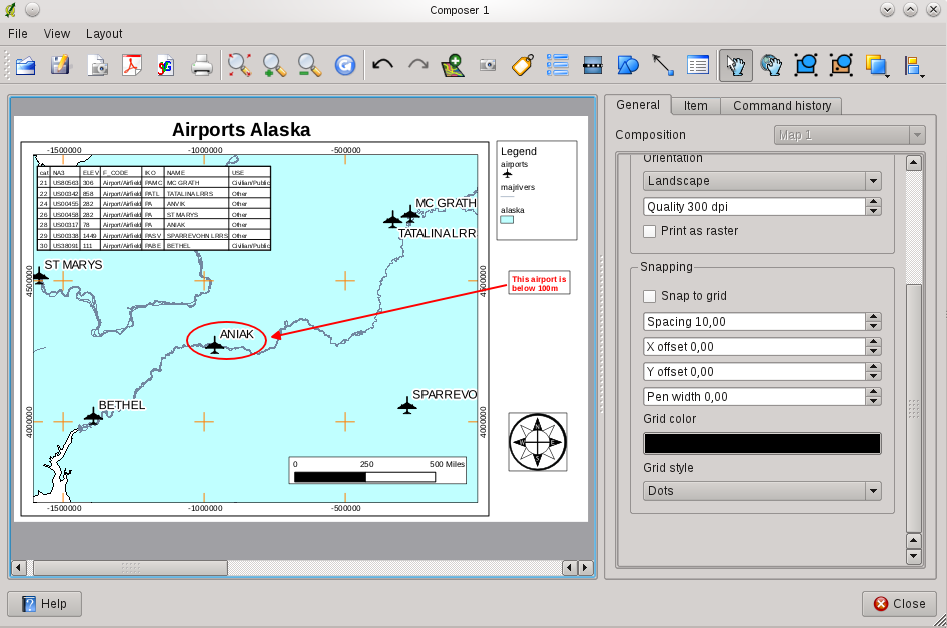 Composer 1
File View Layout
Airports Alaska
-1500000 -1000000 -500000
cat NA3 ELEV F_CODE IKO NAME USE
21 US80563 306 Airport/Airfield PAMC MC GRATH Civilian/Public
22 US00342 858 Airport/Airfield PATL TATALINA LRRS Other
24 US00455 282 Airport/Airfield PA ANVIK Other
26 US00458 282 Airport/Airfield PA ST MARYS Other
28 US00317 78 Airport/Airfield PA ANIAK Other
29 US00338 1449 Airport/Airfield PASV SPARREVOHN LRRS Other
30 US38091 111 Airport/Airfield PABE BETHEL Civilian/Public
MC GRATH
TATALINA LRR
ST MARYS
4500000 4500000
ANIAK
BETHEL
SPARREVO
4000000 4000000
0 250 500 Miles
-1500000 -1000000 -500000
Legend
airports
majrivers
alaska
This airport is
below 100m
N
General Item Command history
Composition Map 1
Orientation
Landscape
Quality 300 dpi
Print as raster
Snapping
Snap to grid
Spacing 10,00
X offset 0,00
Y offset 0,00
Pen width 0,00
Grid color
Grid style
Dots
Help Close